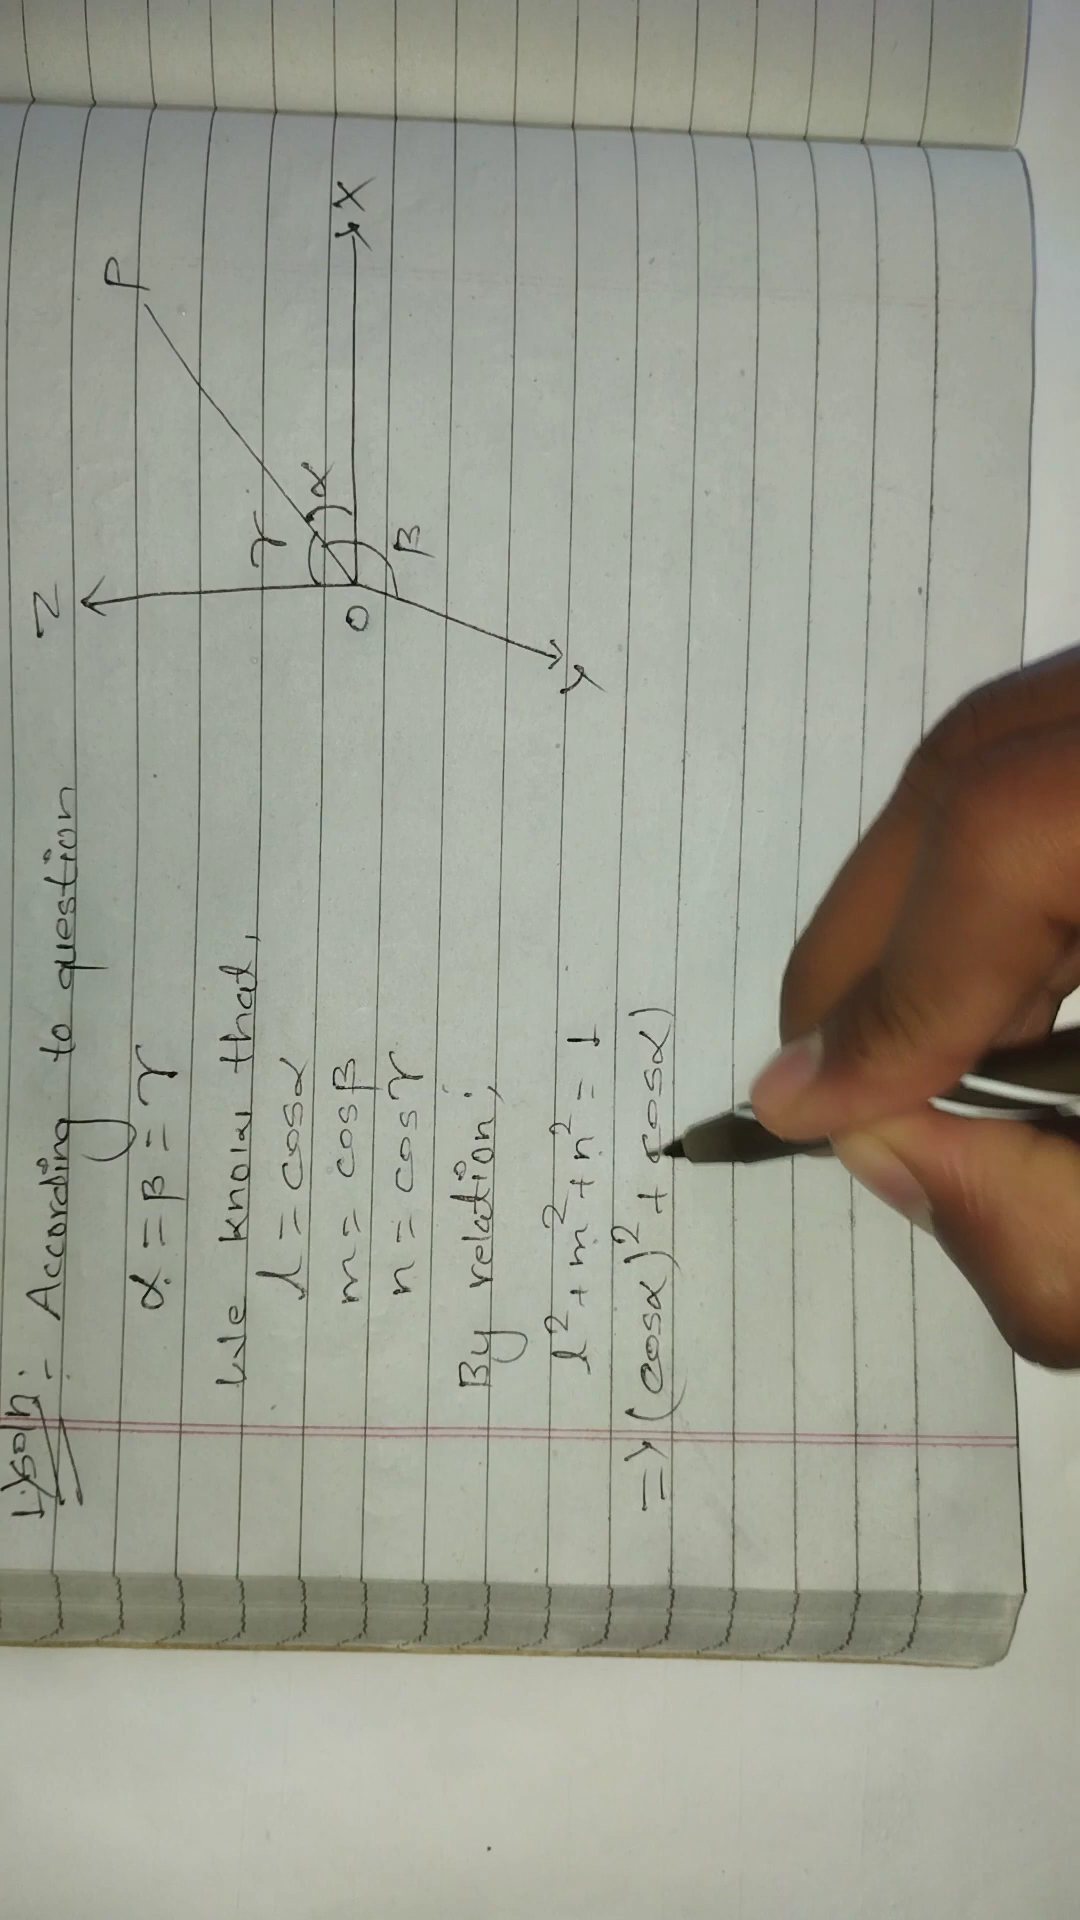 1) Soln:- According to question
α = β = γ
We know that,
l = cosα
m = cosβ
n = cosγ
By relation;
l² + m² + n² = 1
=> (cosα)² + cosα)
Z
P
γ
α
X
O
β
Y